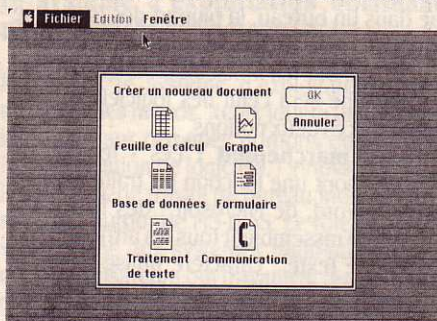 Fichier Edition Fenêtre
Créer un nouveau document
OK
Annuler
Feuille de calcul Graphe
Base de données Formulaire
Traitement de texte
Communication